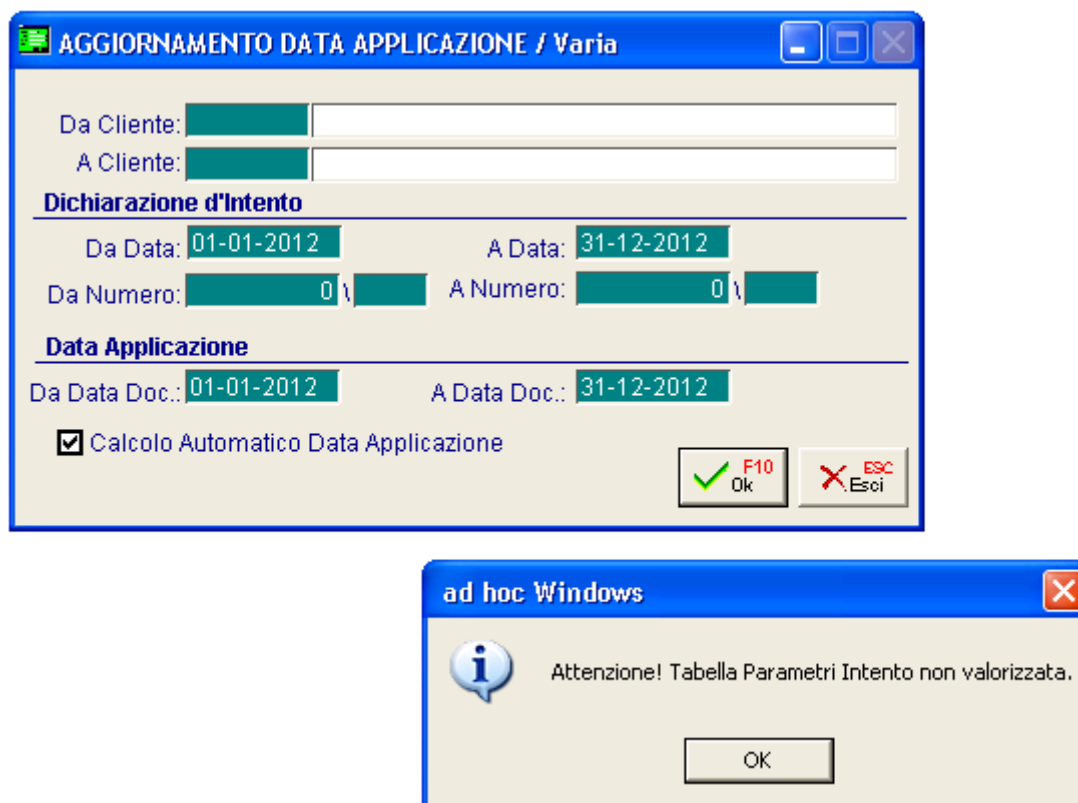 AGGIORNAMENTO DATA APPLICAZIONE / Varia
Da Cliente:
A Cliente:
Dichiarazione d'Intento
Da Data: 01-01-2012 A Data: 31-12-2012
Da Numero: 0 \ A Numero: 0 \
Data Applicazione
Da Data Doc.: 01-01-2012 A Data Doc.: 31-12-2012
Calcolo Automatico Data Applicazione
F10 ESC
Ok Esci
ad hoc Windows
Attenzione! Tabella Parametri Intento non valorizzata.
OK